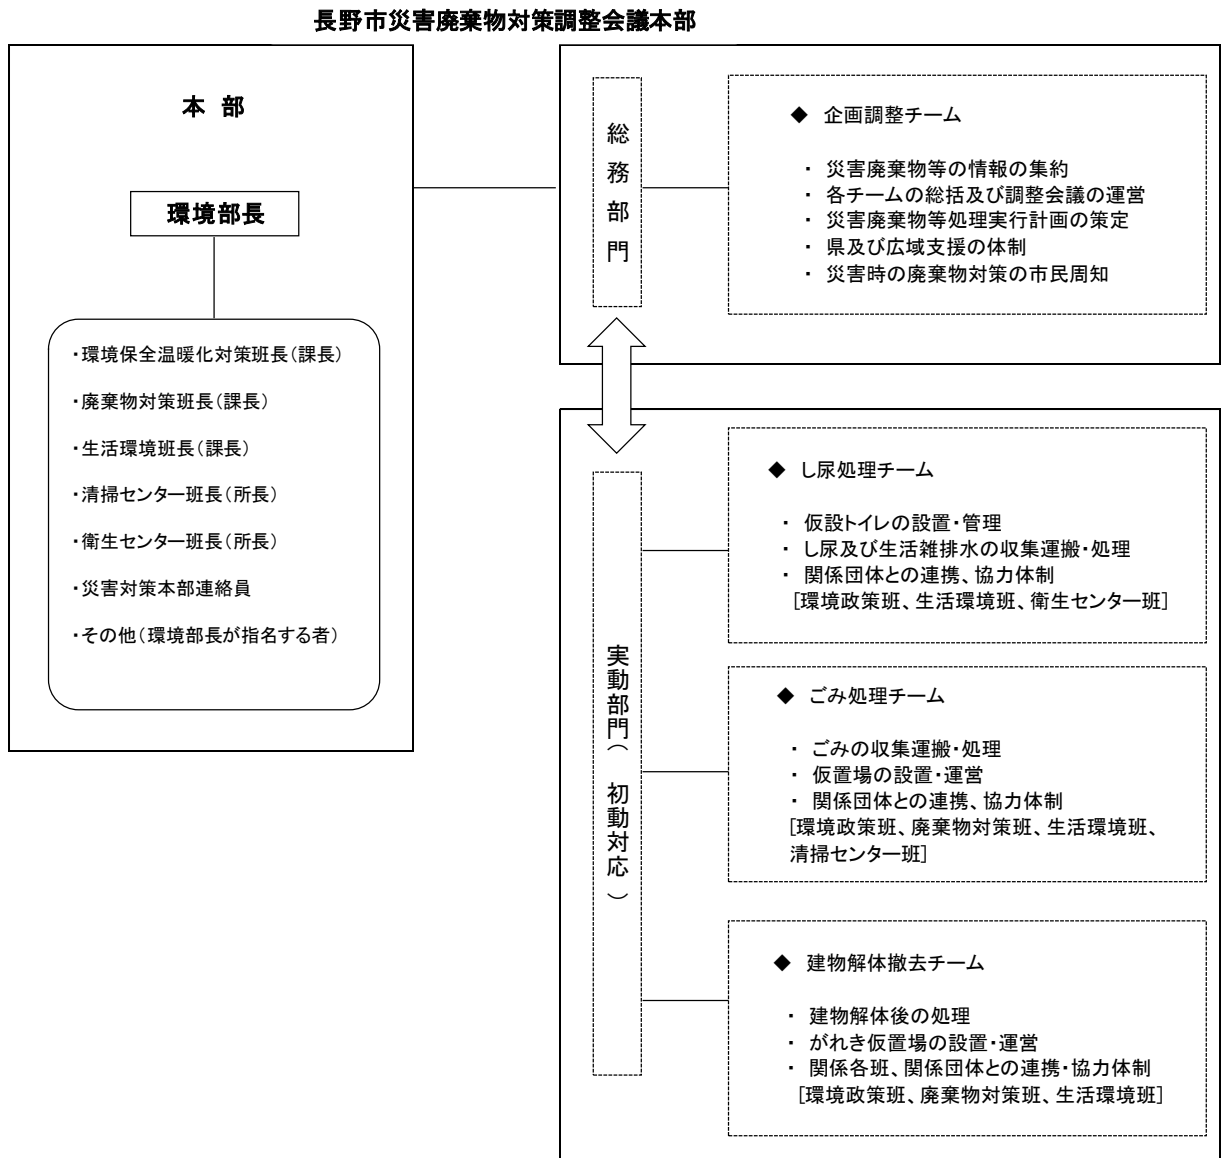 長野市災害廃棄物対策調整会議本部
本 部
環境部長
・環境保全温暖化対策班長(課長)
・廃棄物対策班長(課長)
・生活環境班長(課長)
・清掃センター班長(所長)
・衛生センター班長(所長)
・災害対策本部連絡員
・その他(環境部長が指名する者)
総務部門
◆ 企画調整チーム
・ 災害廃棄物等の情報の集約
・ 各チームの総括及び調整会議の運営
・ 災害廃棄物等処理実行計画の策定
・ 県及び広域支援の体制
・ 災害時の廃棄物対策の市民周知
実動部門(初動対応)
◆ し尿処理チーム
・ 仮設トイレの設置・管理
・ し尿及び生活雑排水の収集運搬・処理
・ 関係団体との連携、協力体制
[環境政策班、生活環境班、衛生センター班]
◆ ごみ処理チーム
・ ごみの収集運搬・処理
・ 仮置場の設置・運営
・ 関係団体との連携、協力体制
[環境政策班、廃棄物対策班、生活環境班、
清掃センター班]
◆ 建物解体撤去チーム
・ 建物解体後の処理
・ がれき仮置場の設置・運営
・ 関係各班、関係団体との連携・協力体制
[環境政策班、廃棄物対策班、生活環境班]